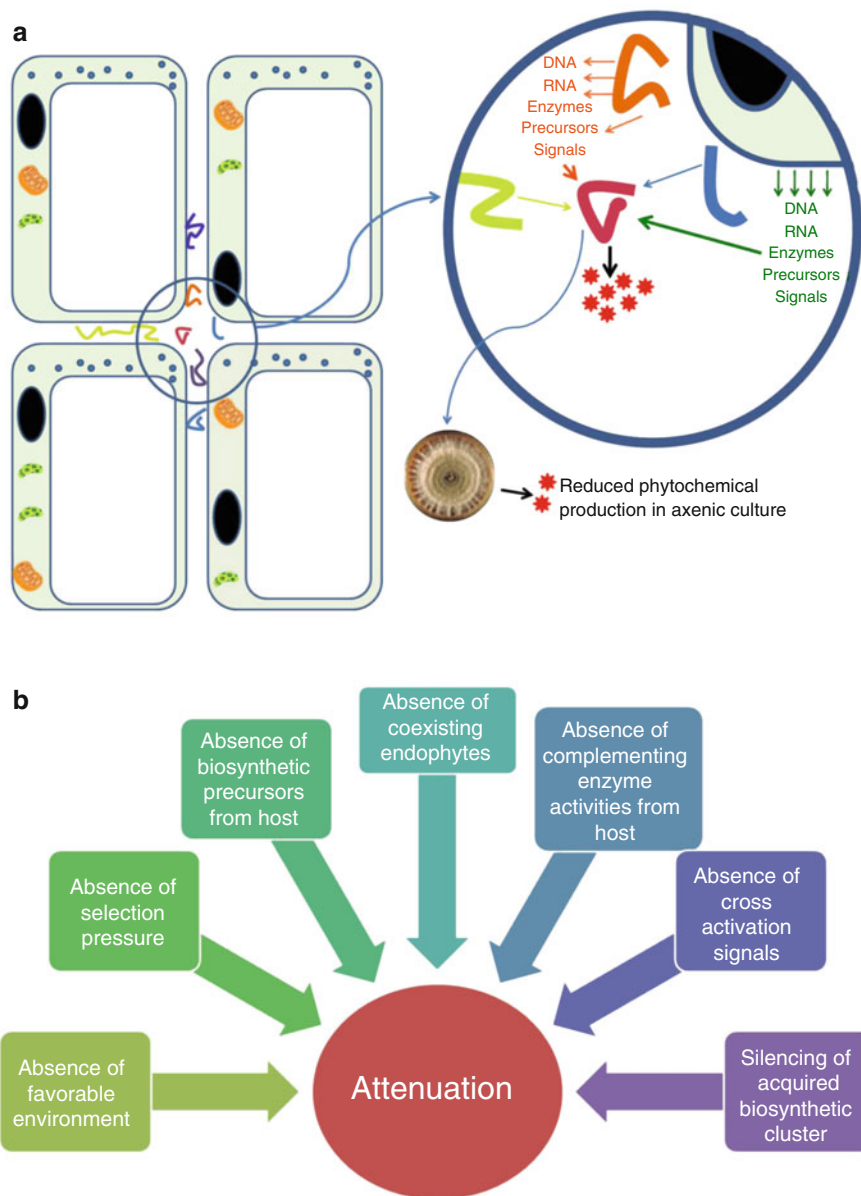 a
DNA
RNA
Enzymes
Precursors
Signals
DNA
RNA
Enzymes
Precursors
Signals
Reduced phytochemical
production in axenic culture
b
Absence of
coexisting
endophytes
Absence of
biosynthetic
precursors
from host
Absence of
complementing
enzyme
activities from
host
Absence of
selection
pressure
Absence of
cross
activation
signals
Absence of
favorable
environment
Attenuation
Silencing of
acquired
biosynthetic
cluster